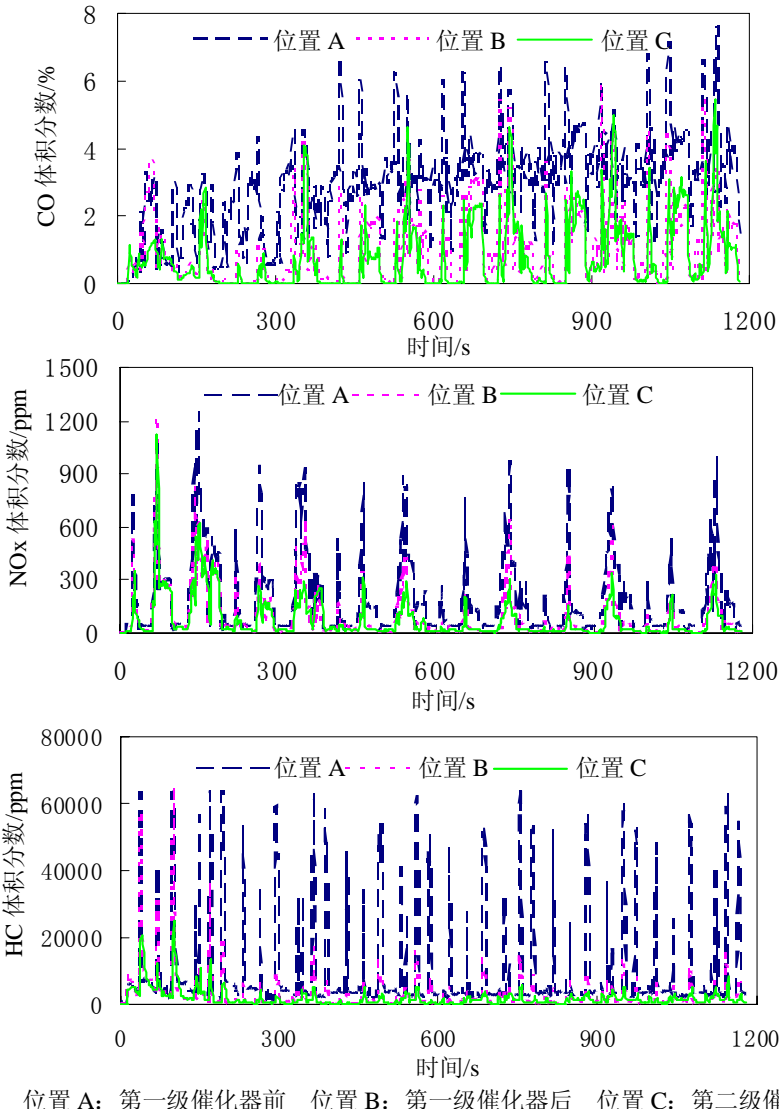 8
6
4
2
0
CO 体积分数/%
位置 A 位置 B 位置 C
0 300 600 900 1200
时间/s
1500
1200
900
600
300
0
NOx 体积分数/ppm
位置 A 位置 B 位置 C
0 300 600 900 1200
时间/s
80000
60000
40000
20000
0
HC 体积分数/ppm
位置 A 位置 B 位置 C
0 300 600 900 1200
时间/s
位置 A：第一级催化器前 位置 B：第一级催化器后 位置 C：第二级催